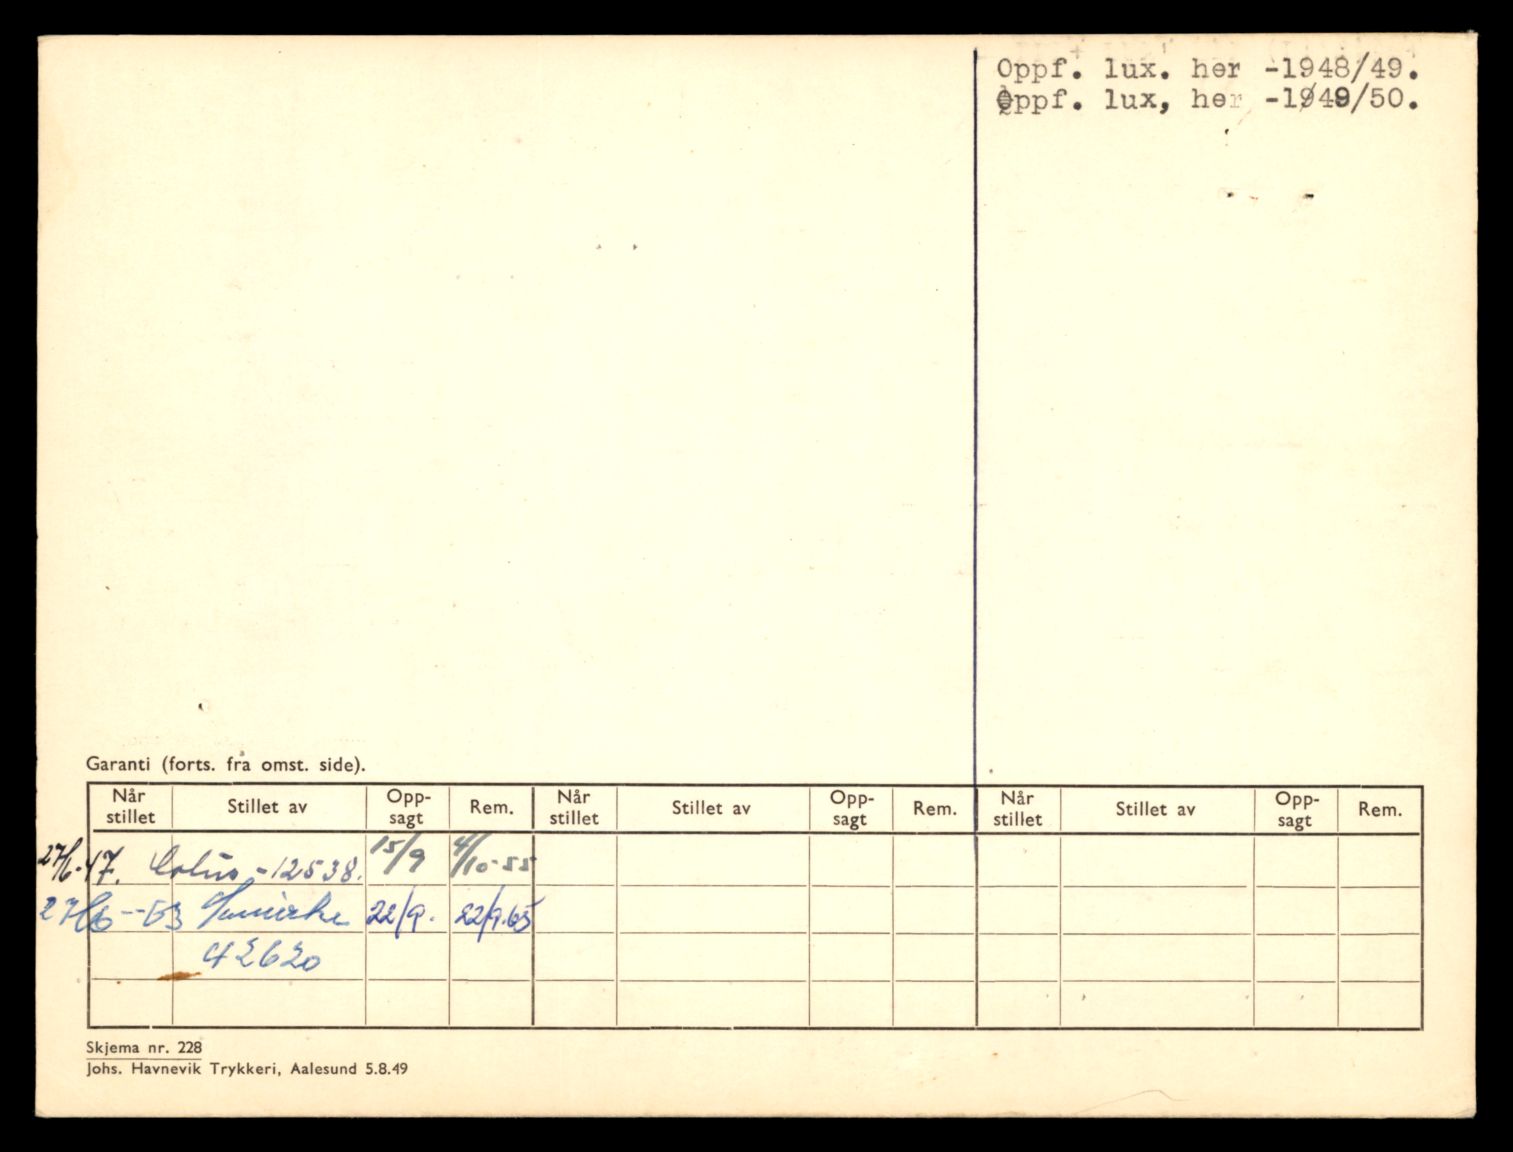 Oppf. lux. her -1948/49.
Oppf. lux, her -1949/50.
Garanti (forts. fra omst. side).
Når stillet Stillet av Opp-sagt Rem. Når stillet Stillet av Opp-sagt Rem. Når stillet Stillet av Opp-sagt Rem.
27/6-47. -12538. 15/9 4/10-55
27/6--53 22/9. 22/9.65
42620
Skjema nr. 228
Johs. Havnevik Trykkeri, Aalesund 5.8.49